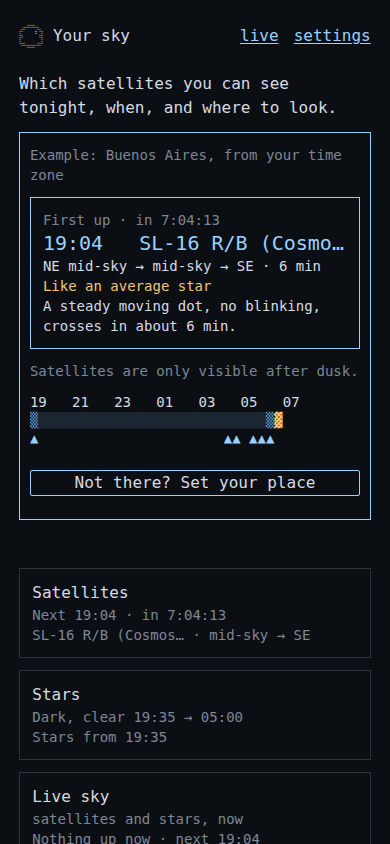 Your sky live settings
Which satellites you can see
tonight, when, and where to look.
Example: Buenos Aires, from your time
zone
First up · in 7:04:13
19:04 SL-16 R/B (Cosmo…
NE mid-sky → mid-sky → SE · 6 min
Like an average star
A steady moving dot, no blinking,
crosses in about 6 min.
Satellites are only visible after dusk.
19 21 23 01 03 05 07
Not there? Set your place
Satellites
Next 19:04 · in 7:04:13
SL-16 R/B (Cosmos… · mid-sky → SE
Stars
Dark, clear 19:35 → 05:00
Stars from 19:35
Live sky
satellites and stars, now
Nothing up now · next 19:04